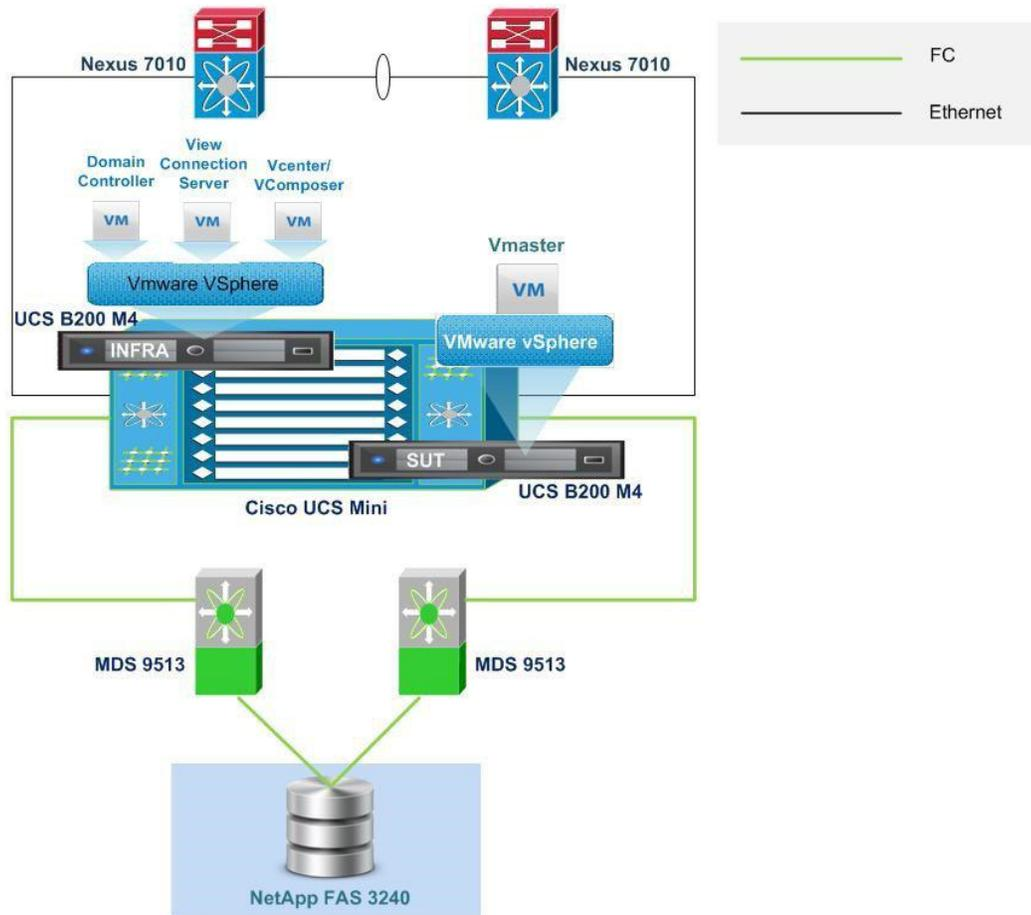 Nexus 7010
Nexus 7010
FC
Ethernet
Domain
Controller
View
Connection
Server
Vcenter/
VComposer
VM
VM
VM
Vmware VSphere
Vmaster
VM
VMware vSphere
UCS B200 M4
INFRA
SUT
UCS B200 M4
Cisco UCS Mini
MDS 9513
MDS 9513
NetApp FAS 3240